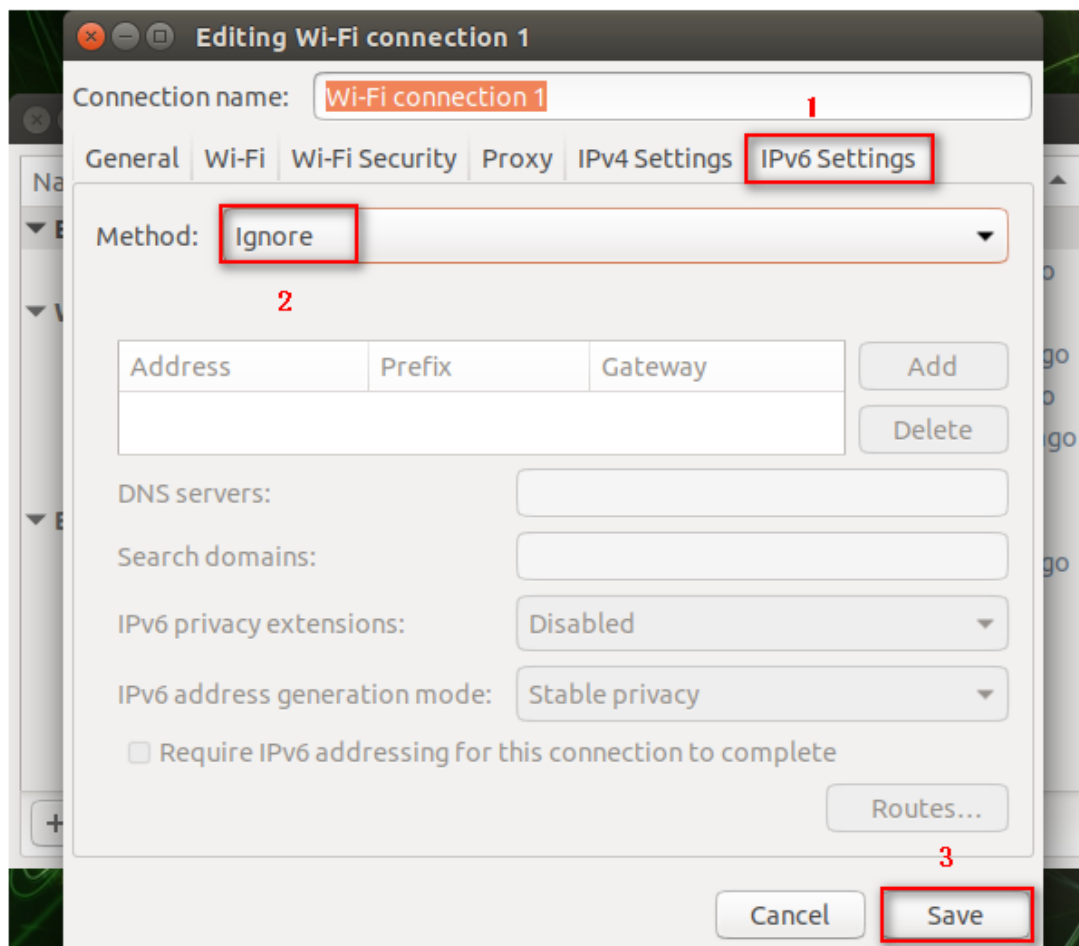 Editing Wi-Fi connection 1
Connection name: Wi-Fi connection 1
1
General Wi-Fi Wi-Fi Security Proxy IPv4 Settings IPv6 Settings
Method: Ignore
2
Address Prefix Gateway Add
Delete
DNS servers:
Search domains:
IPv6 privacy extensions: Disabled
IPv6 address generation mode: Stable privacy
Require IPv6 addressing for this connection to complete
Routes...
3
Cancel Save